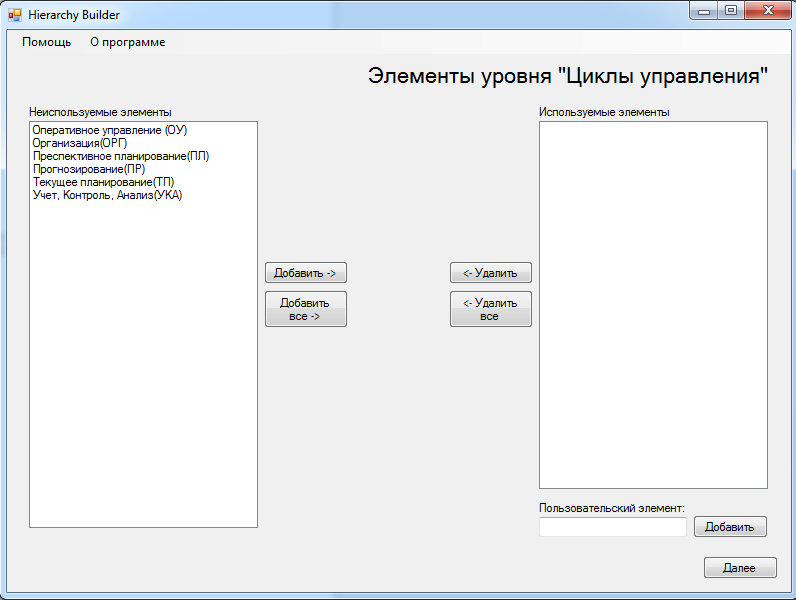 Hierarchy Builder
Помощь О программе
Элементы уровня "Циклы управления"
Неиспользуемые элементы
Оперативное управление (ОУ)
Организация(ОРГ)
Преспективное планирование(ПЛ)
Прогнозирование(ПР)
Текущее планирование(ТП)
Учет, Контроль, Анализ(УКА)
Добавить ->
Добавить
все ->
<- Удалить
<- Удалить
все
Используемые элементы
Пользовательский элемент:
Добавить
Далее